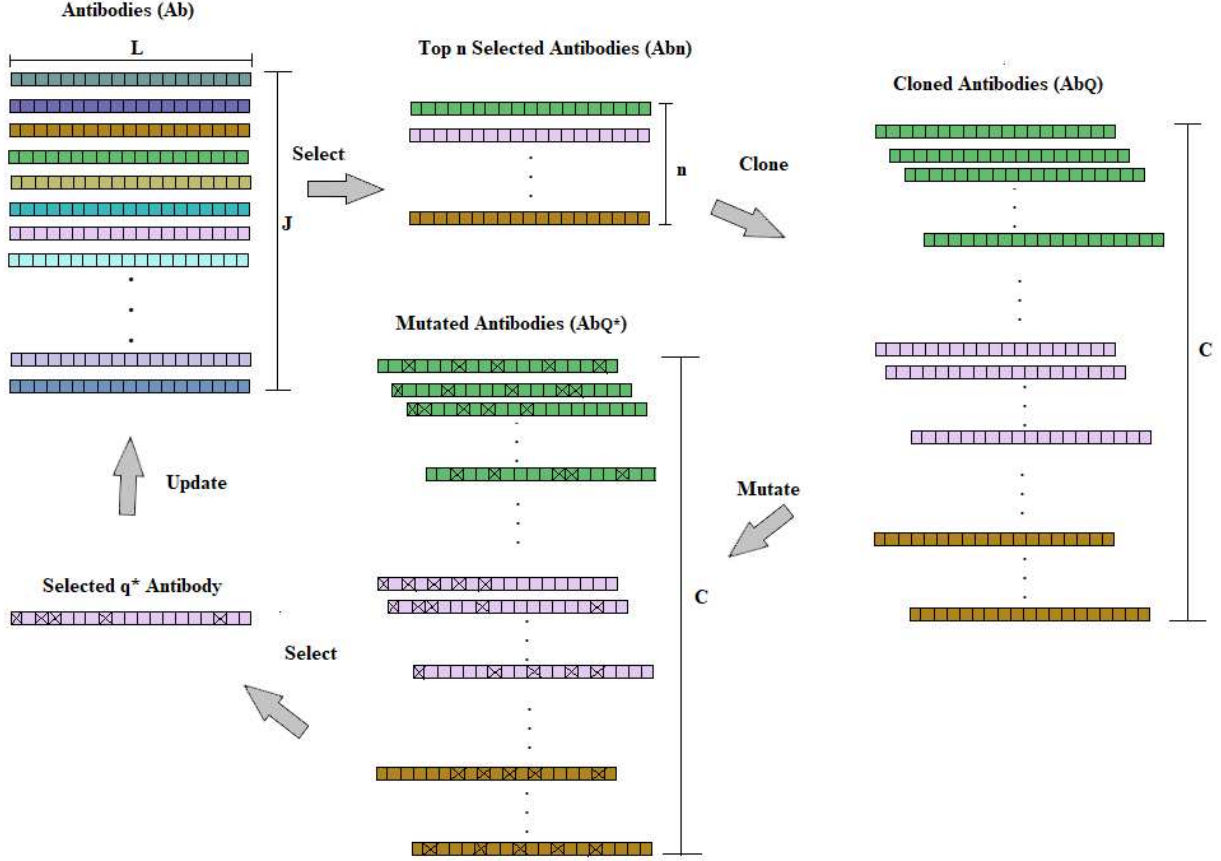 Antibodies (Ab)
L
J
Select
Top n Selected Antibodies (Abn)
n
Clone
Cloned Antibodies (AbQ)
C
Mutate
Mutated Antibodies (AbQ*)
C
Select
Selected q* Antibody
Update